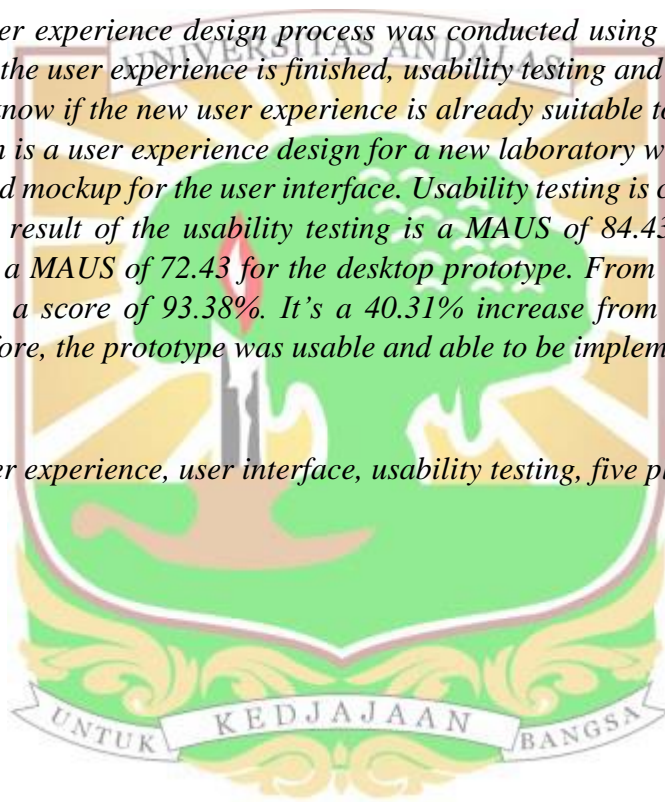 er experience design process was conducted using
UNIVERSITAS ANDALAS
the user experience is finished, usability testing and
know if the new user experience is already suitable to
n is a user experience design for a new laboratory w
d mockup for the user interface. Usability testing is c
result of the usability testing is a MAUS of 84.43
a MAUS of 72.43 for the desktop prototype. From
a score of 93.38%. It's a 40.31% increase from
fore, the prototype was usable and able to be implem
er experience, user interface, usability testing, five pl
UNTUK KEDJAJAAN BANGSA